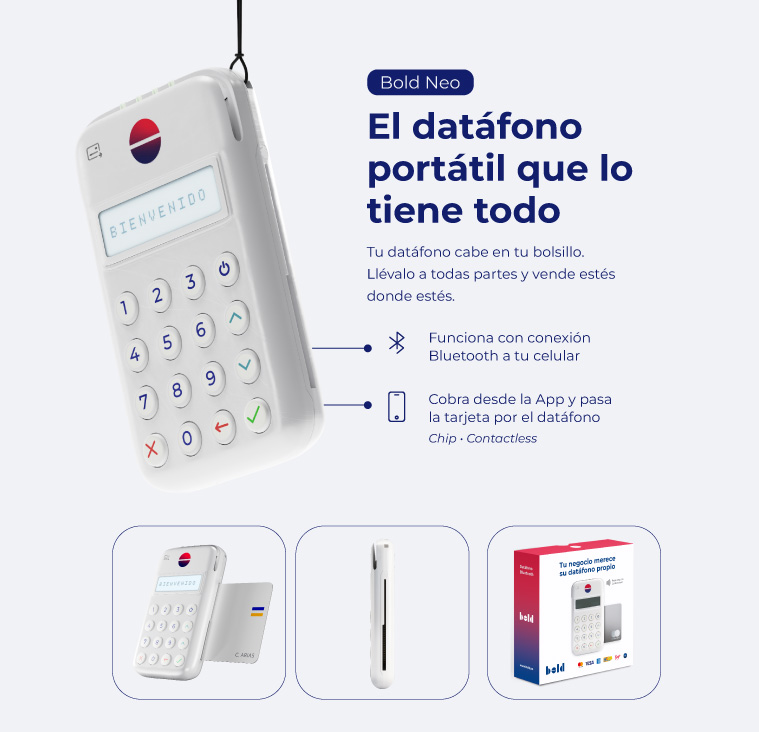 Bold Neo
El datáfono
portátil que lo
tiene todo
Tu datáfono cabe en tu bolsillo.
Llévalo a todas partes y vende estés
donde estés.
Funciona con conexión
Bluetooth a tu celular
Cobra desde la App y pasa
la tarjeta por el datáfono
Chip • Contactless
BIENVENIDO
1 2 3
4 5 6
7 8 9
0
BIENVENIDO
C. ARIAS
Tu negocio merece
su datáfono propio
bold
bold
VISA